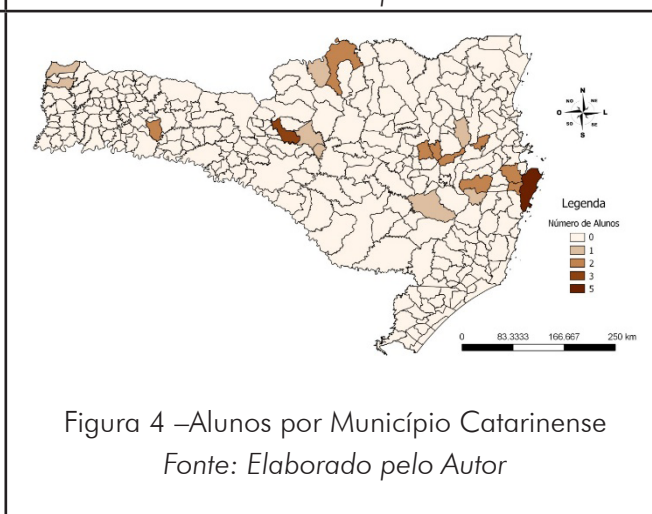 N
NO NE
O L
SO SE
S
Legenda
Número de Alunos
0
1
2
3
5
0 83.3333 166.667 250 km
Figura 4 –Alunos por Município Catarinense
Fonte: Elaborado pelo Autor